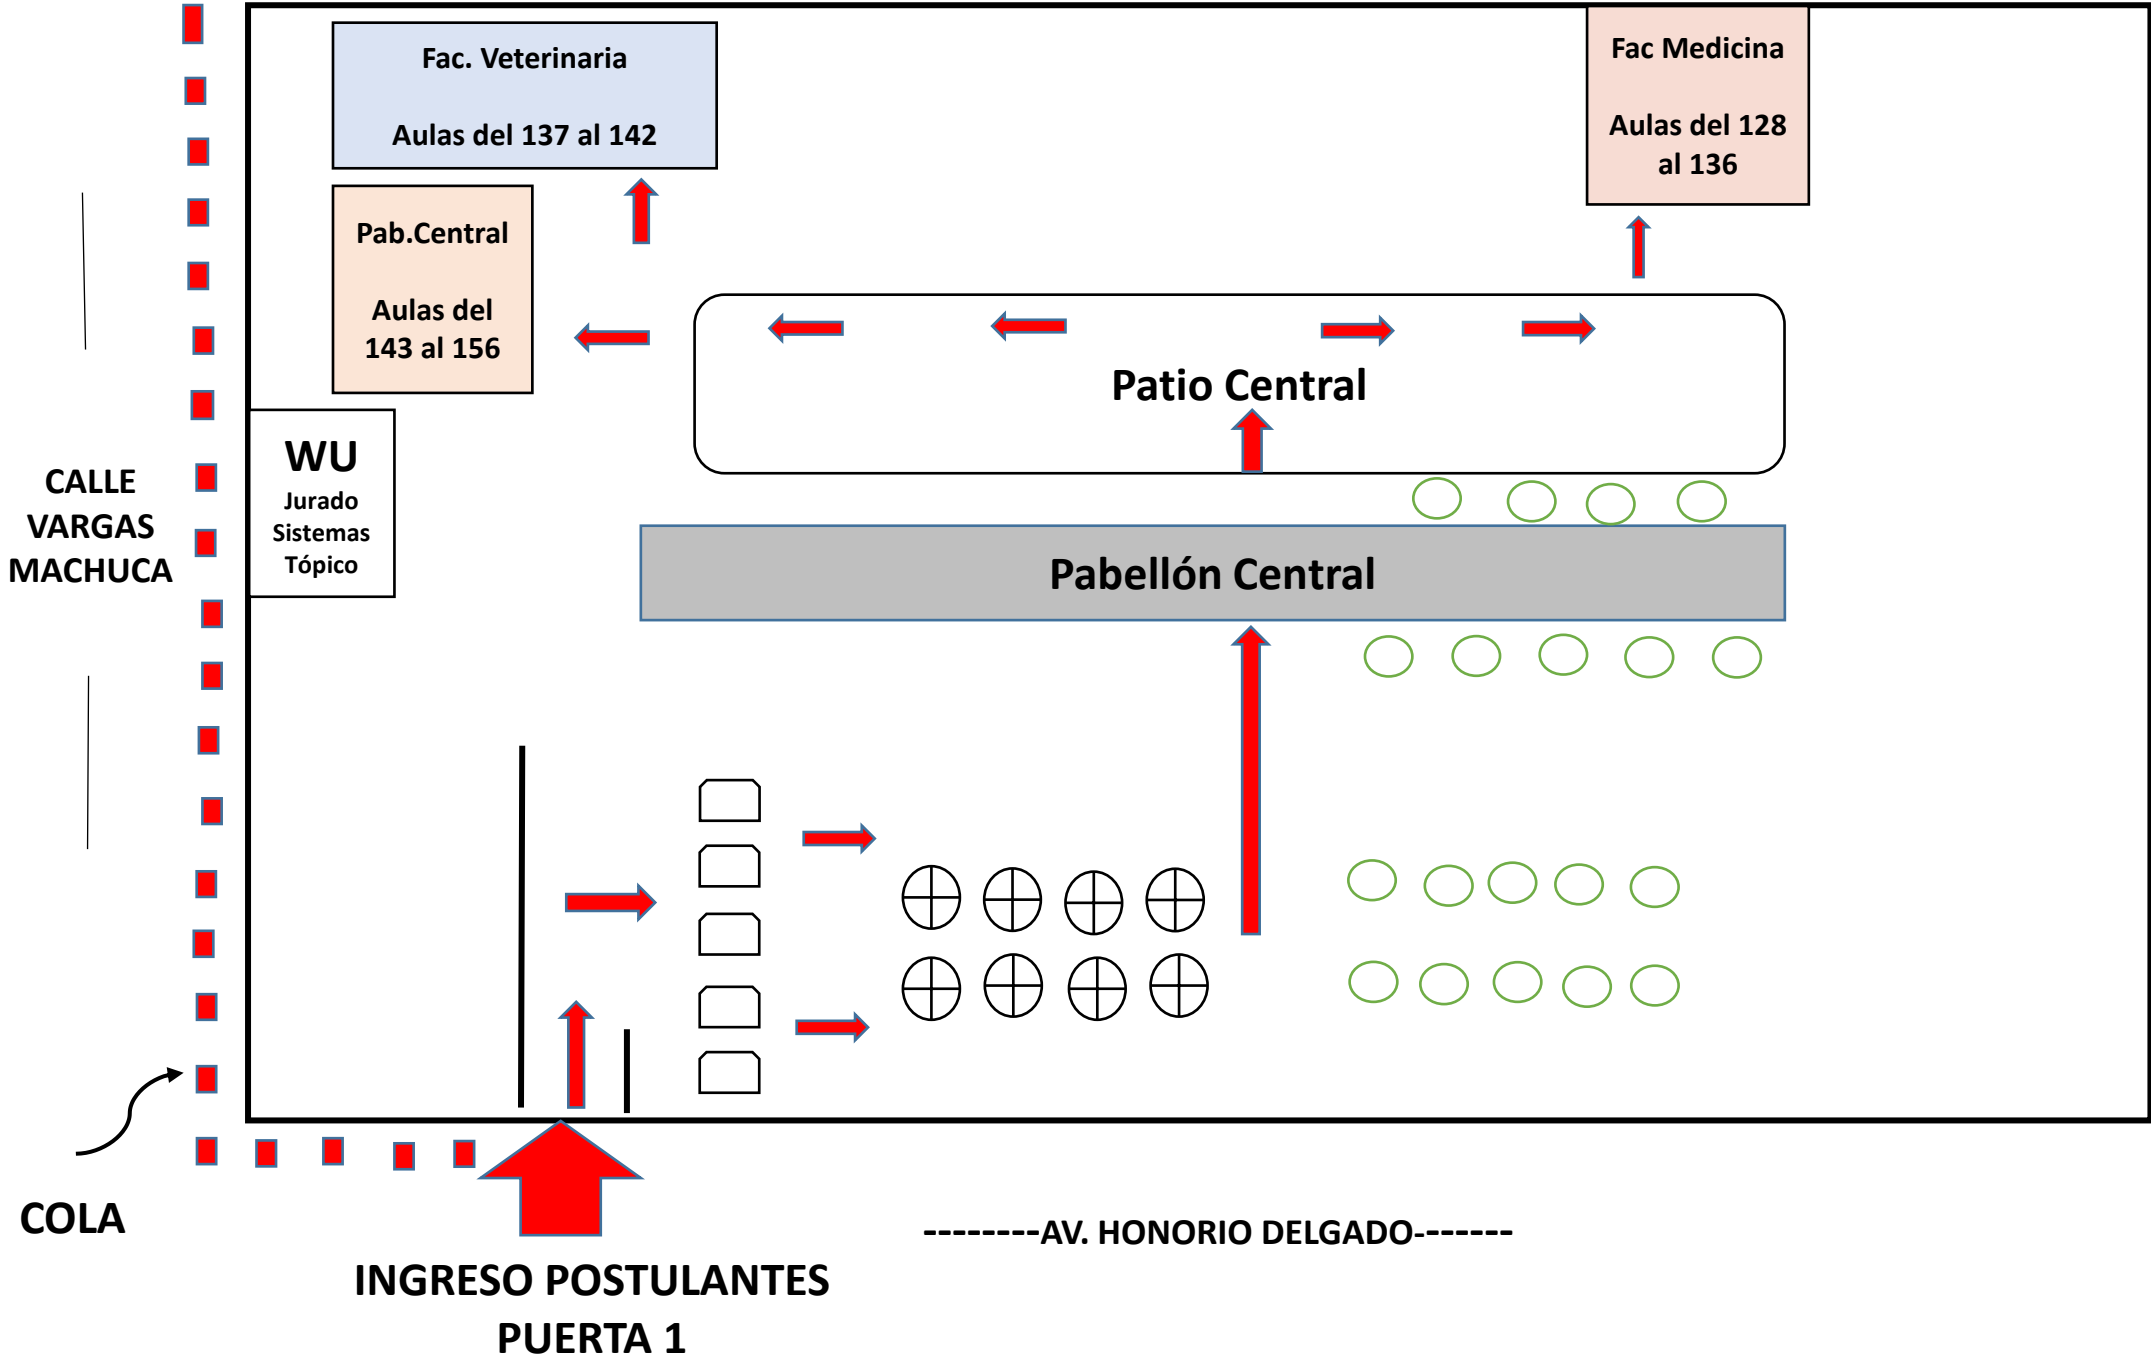 Fac. Veterinaria
Aulas del 137 al 142
Fac Medicina
Aulas del 128
al 136
Pab.Central
Aulas del
143 al 156
Patio Central
WU
Jurado
Sistemas
Tópico
CALLE
VARGAS
MACHUCA
Pabellón Central
COLA
--------AV. HONORIO DELGADO-------
INGRESO POSTULANTES
PUERTA 1